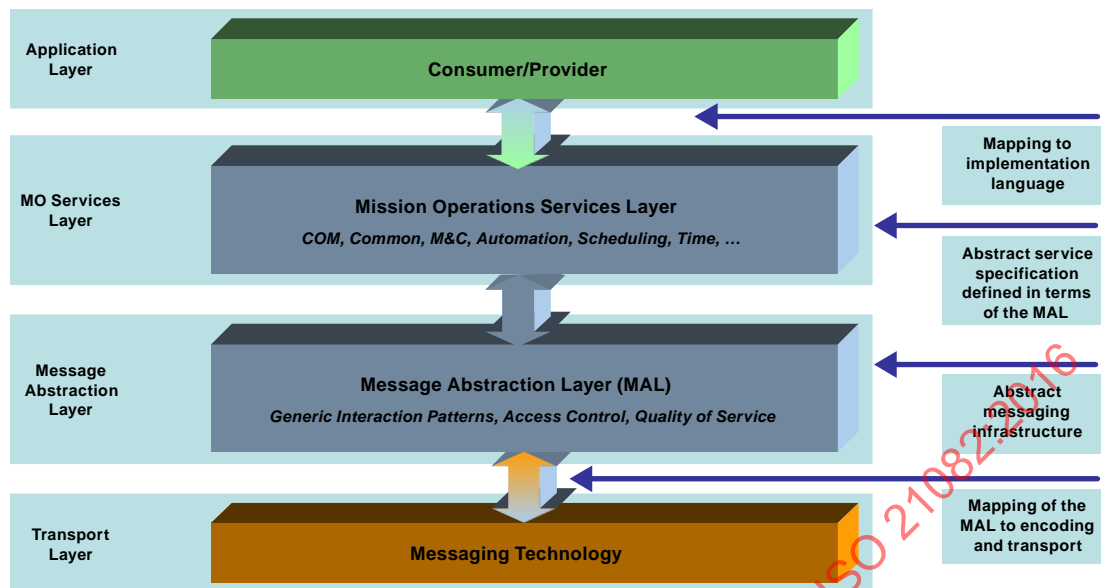 Application
Layer
Consumer/Provider
Mapping to
implementation
language
MO Services
Layer
Mission Operations Services Layer
COM, Common, M&C, Automation, Scheduling, Time, …
Abstract service
specification
defined in terms
of the MAL
Message
Abstraction
Layer
Message Abstraction Layer (MAL)
Generic Interaction Patterns, Access Control, Quality of Service
Abstract
messaging
infrastructure
Transport
Layer
Messaging Technology
Mapping of the
MAL to encoding
and transport
ISO 21082:2016